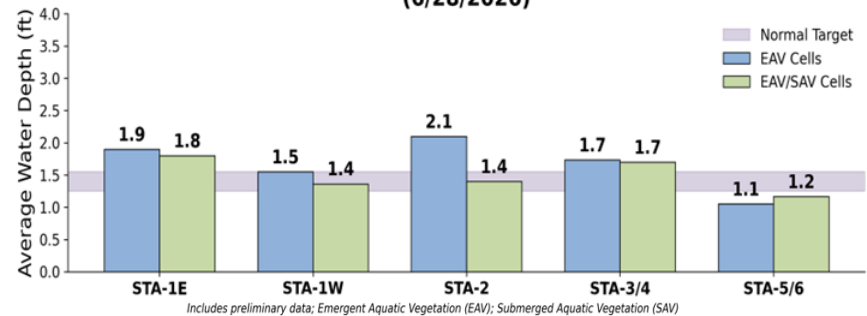 (6/28/2026)
Average Water Depth (ft)
4.0
3.5
3.0
2.5
2.0
1.5
1.0
0.5
0.0
Normal Target
EAV Cells
EAV/SAV Cells
1.9
1.8
1.5
1.4
2.1
1.4
1.7
1.7
1.1
1.2
STA-1E
STA-1W
STA-2
STA-3/4
STA-5/6
Includes preliminary data; Emergent Aquatic Vegetation (EAV); Submerged Aquatic Vegetation (SAV)